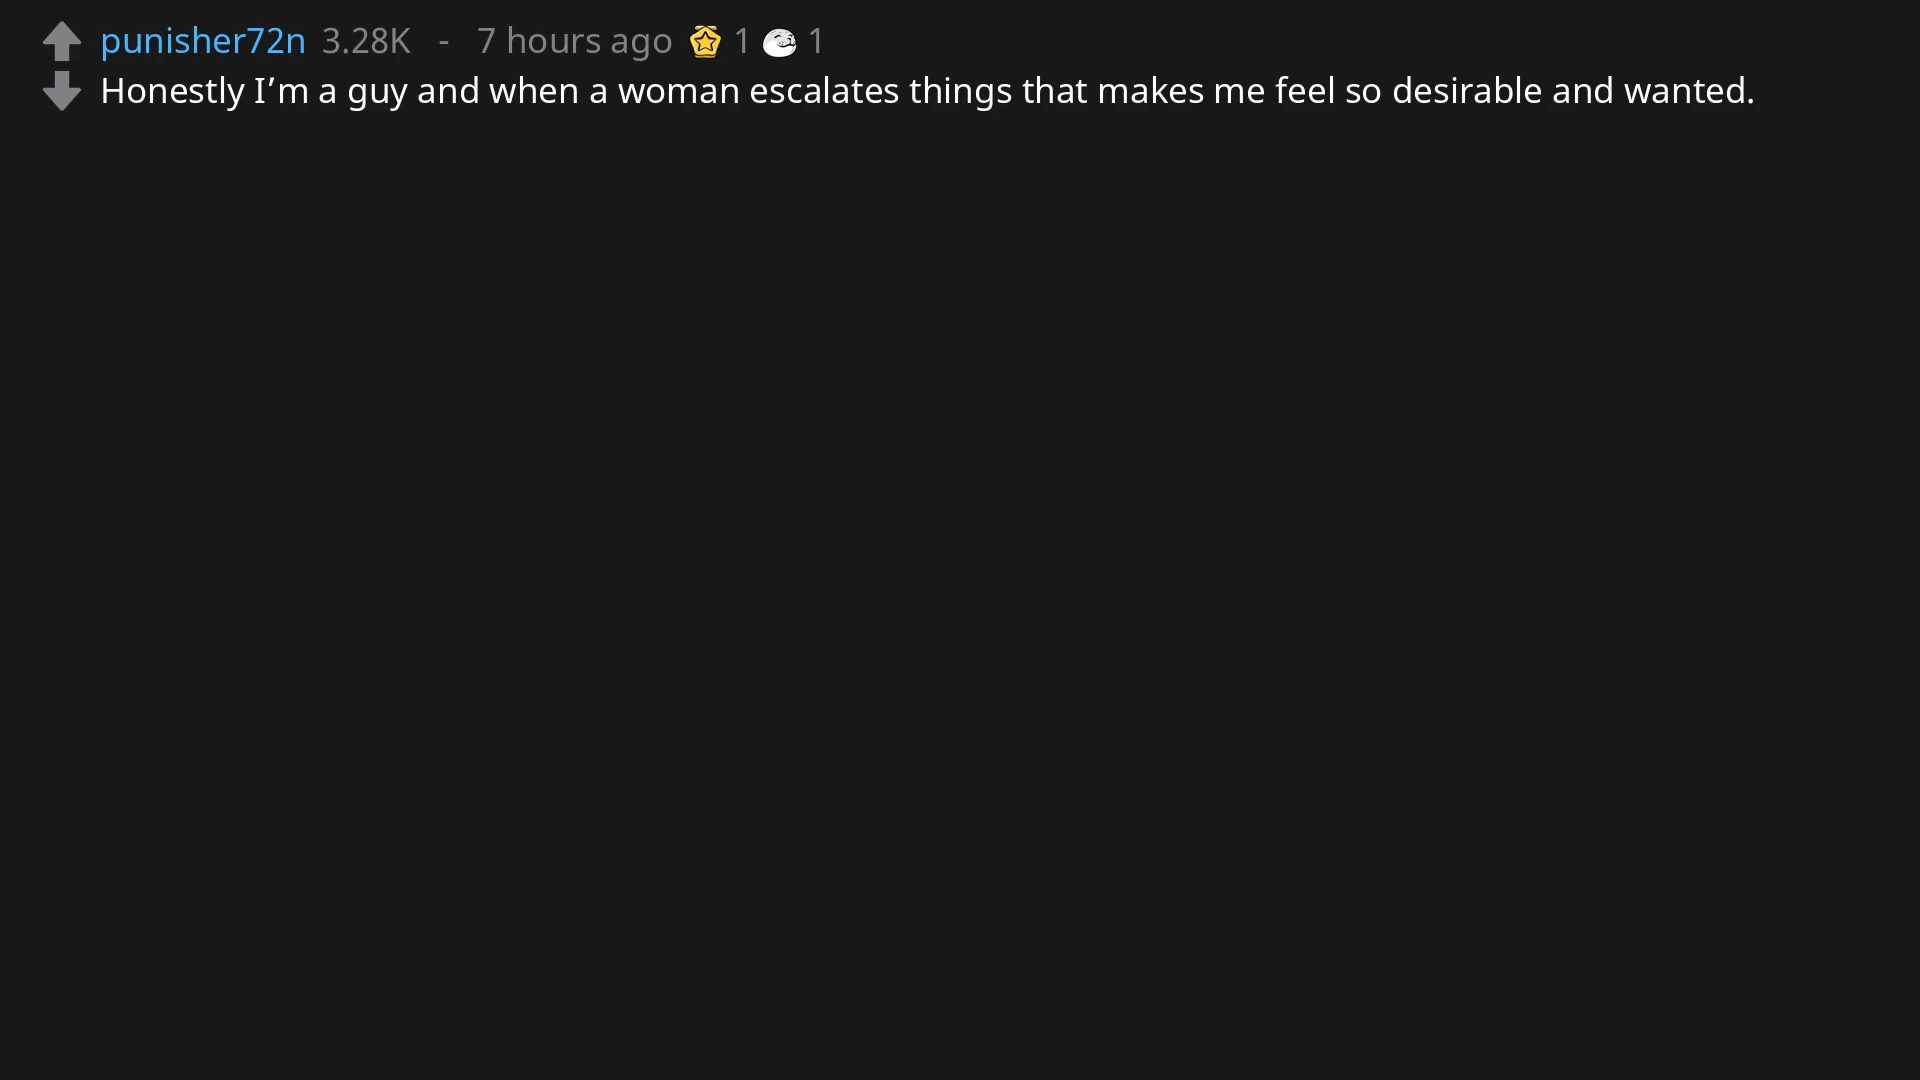 punisher72n 3.28K - 7 hours ago 1 1
Honestly I’m a guy and when a woman escalates things that makes me feel so desirable and wanted.